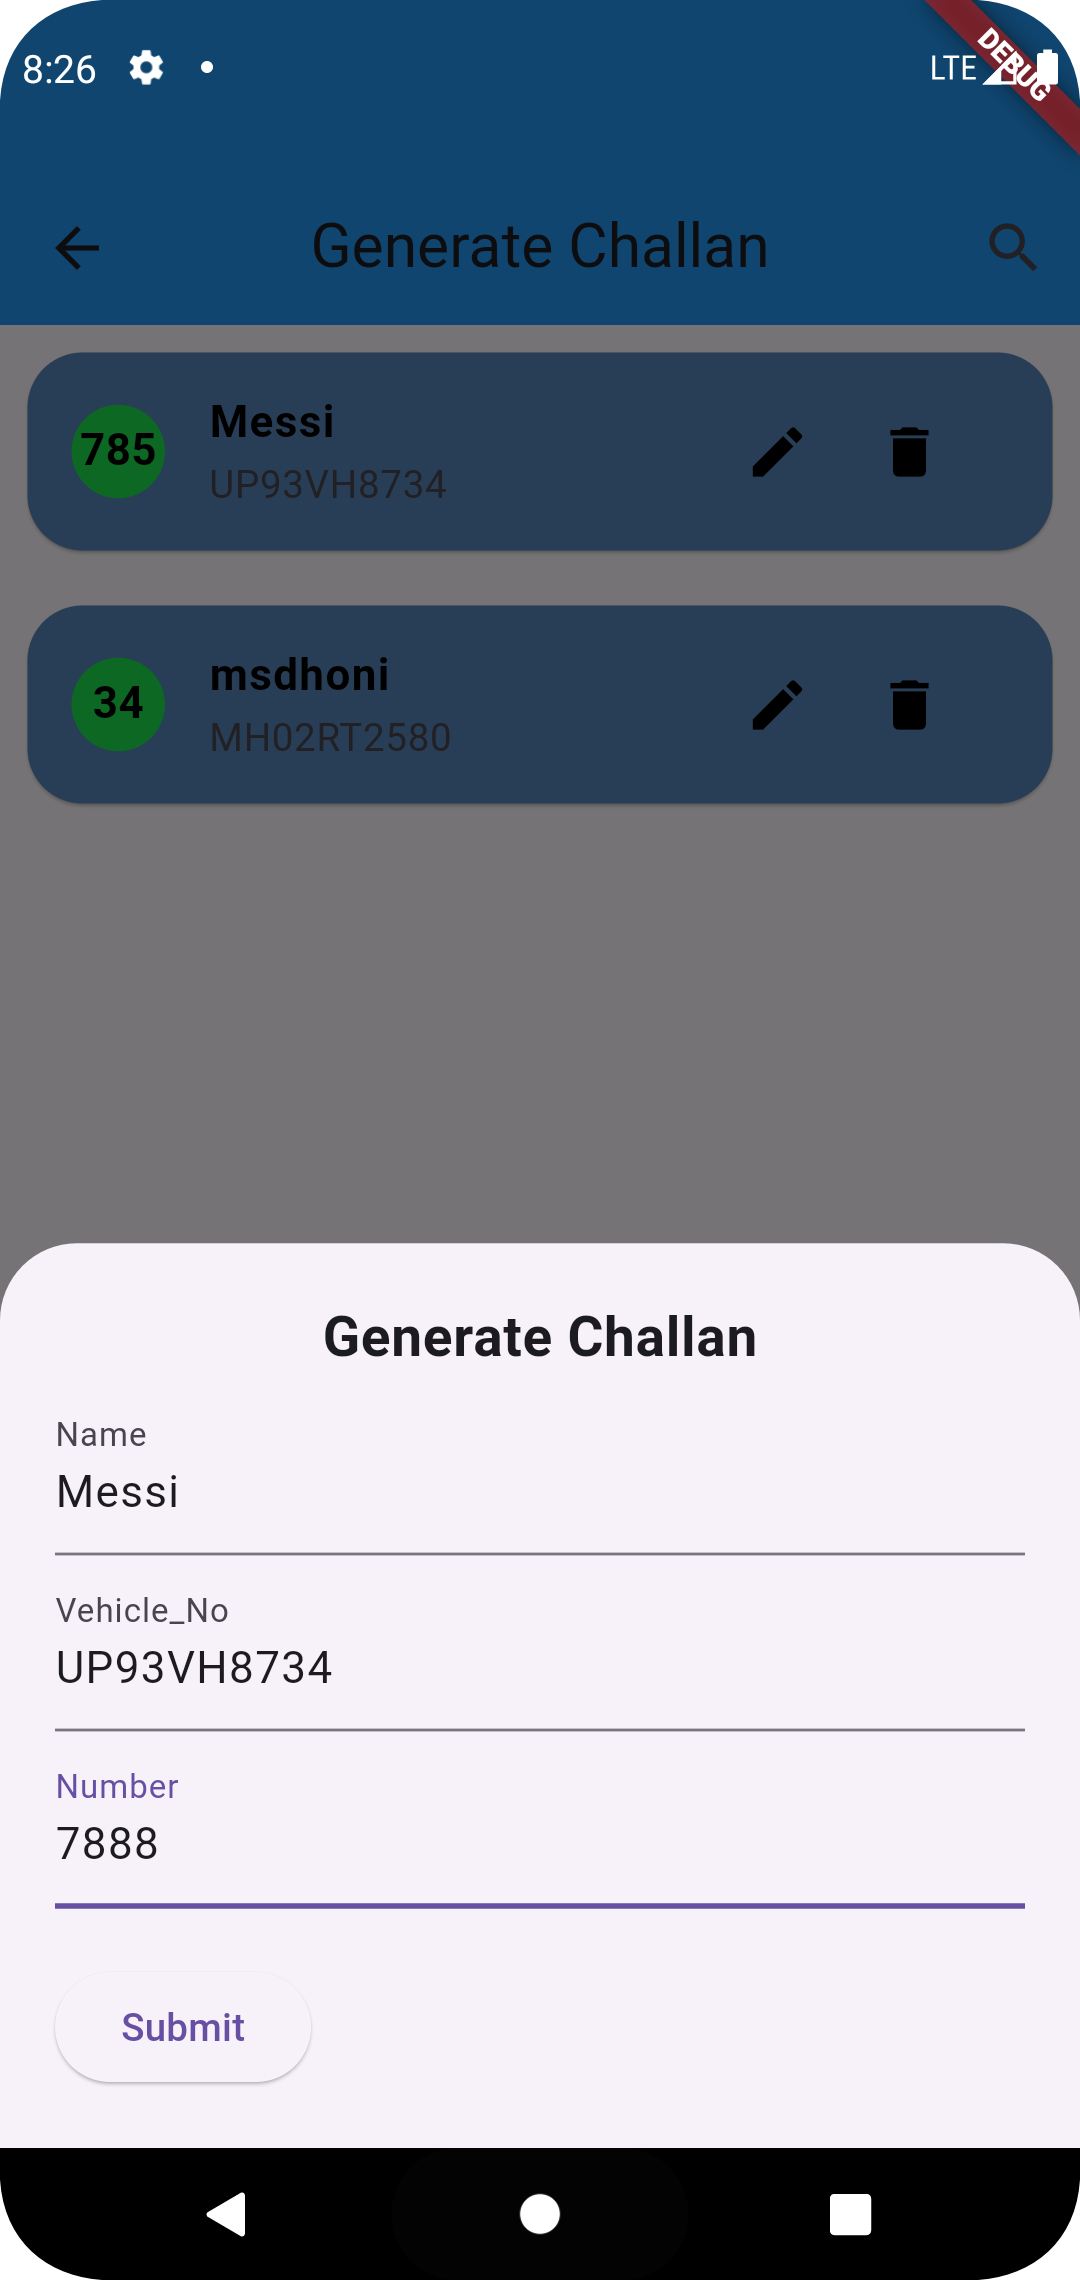 8:26
LTE
DEBUG
Generate Challan
785
Messi
UP93VH8734
34
msdhoni
MH02RT2580
Generate Challan
Name
Messi
Vehicle_No
UP93VH8734
Number
7888
Submit